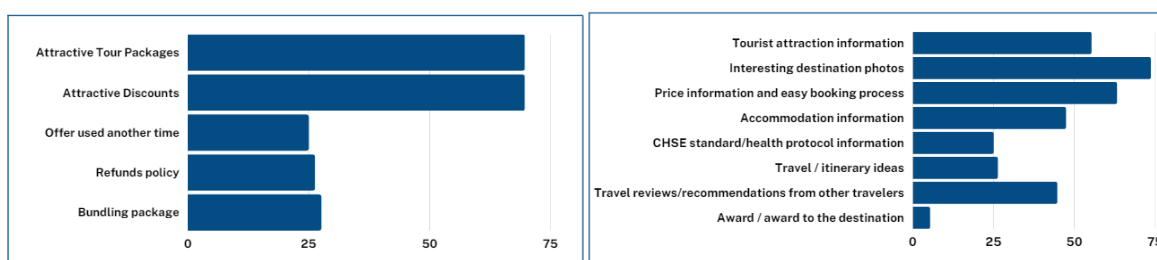 Attractive Tour Packages
Attractive Discounts
Offer used another time
Refunds policy
Bundling package
0 25 50 75
Tourist attraction information
Interesting destination photos
Price information and easy booking process
Accommodation information
CHSE standard/health protocol information
Travel / itinerary ideas
Travel reviews/recommendations from other travelers
Award / award to the destination
0 25 50 75